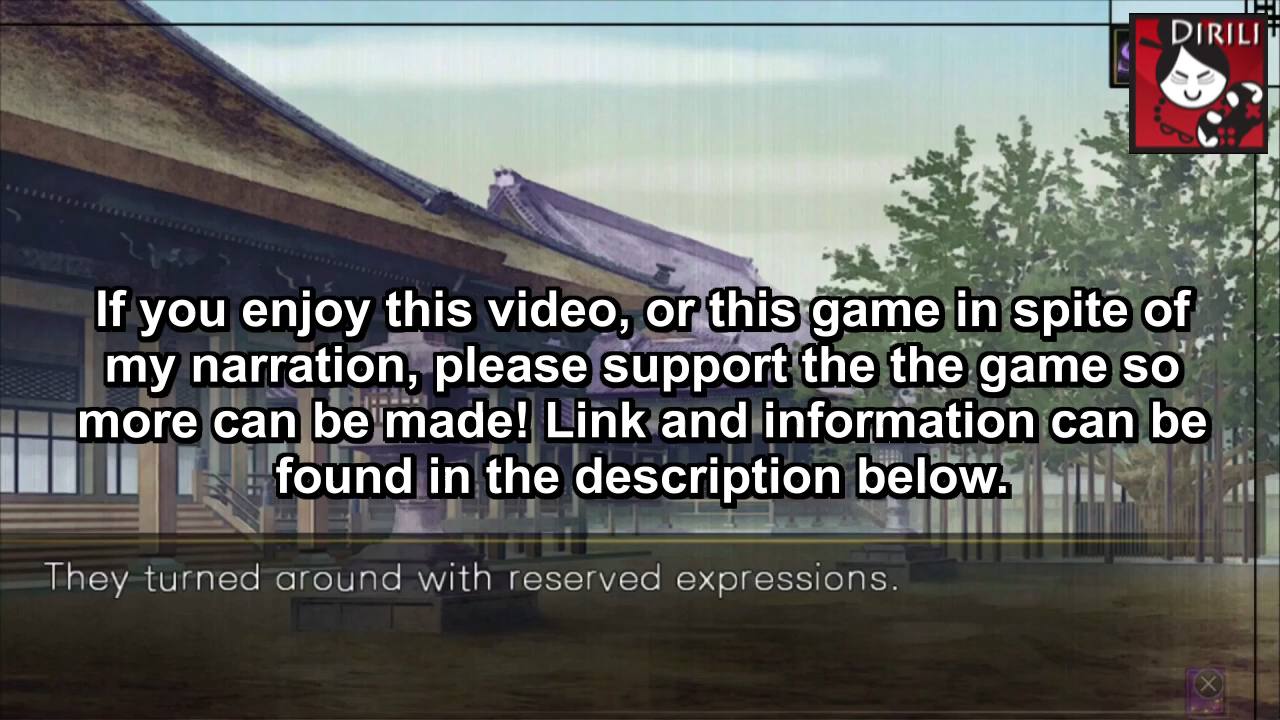 DIRILI
If you enjoy this video, or this game in spite of
my narration, please support the the game so
more can be made! Link and information can be
found in the description below.
They turned around with reserved expressions.